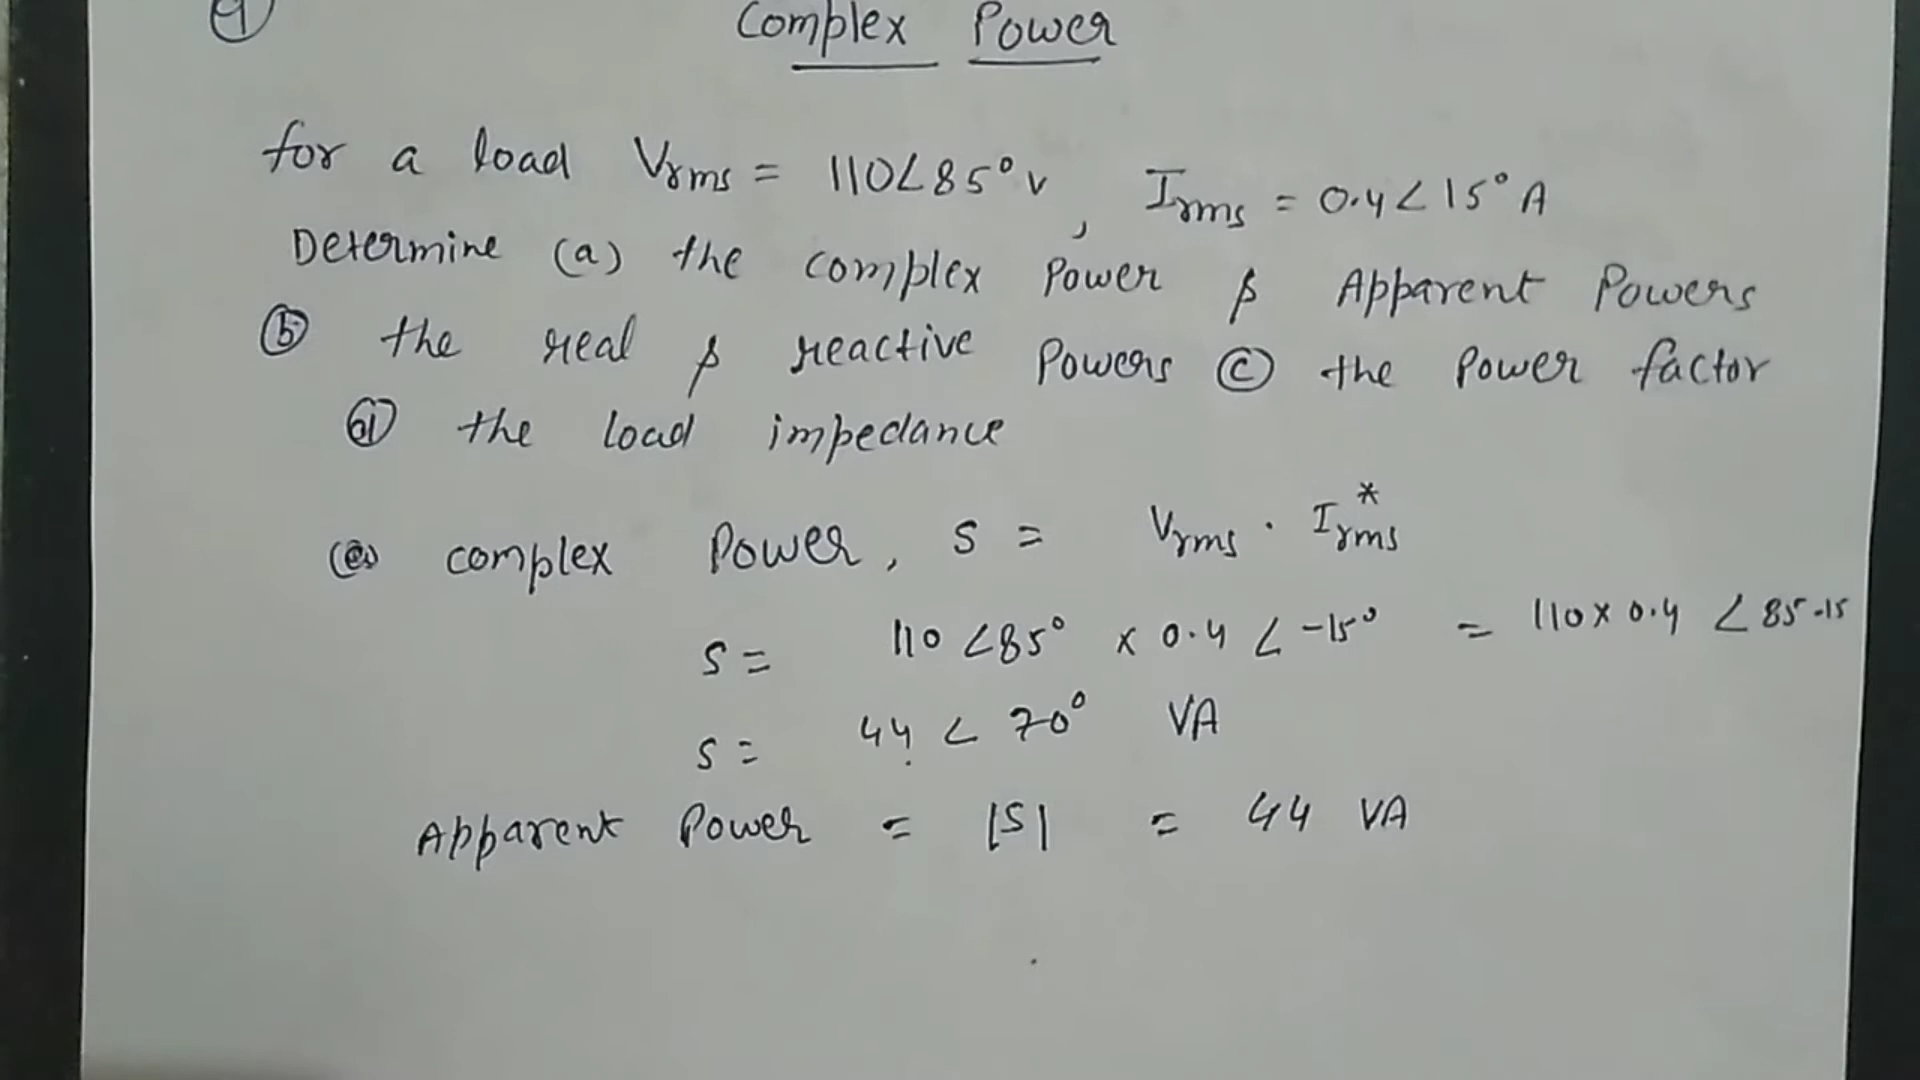 Complex Power
for a load Vrms = 110∠85° v, Irms = 0.4∠15° A
Determine (a) the complex Power & Apparent Powers
ⓑ the real & reactive Powers ⓒ the Power factor
ⓓ the load impedance
(a) complex Power, S = Vrms · Irms*
S = 110∠85° x 0.4∠-15° = 110 x 0.4 ∠85-15
S = 44∠70° VA
Apparent Power = |S| = 44 VA